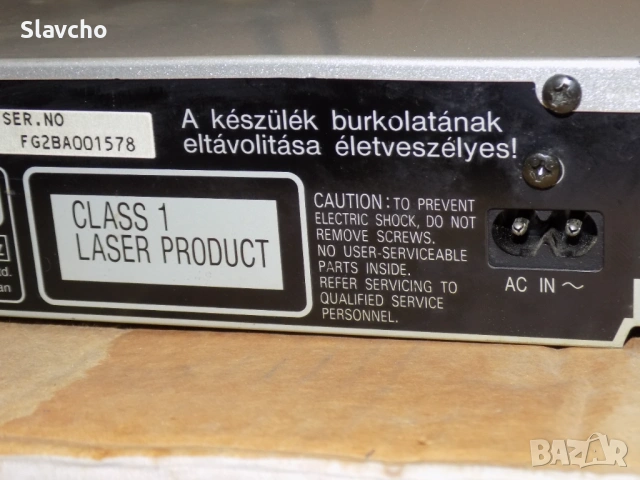 Slavcho
SER.NO
FG2BA001578
A készülék burkolatának
eltávolitása életveszélyes!
CLASS 1
LASER PRODUCT
CAUTION: TO PREVENT
ELECTRIC SHOCK, DO NOT
REMOVE SCREWS.
NO USER-SERVICEABLE
PARTS INSIDE.
REFER SERVICING TO
QUALIFIED SERVICE
PERSONNEL.
AC IN ~
BAZAR